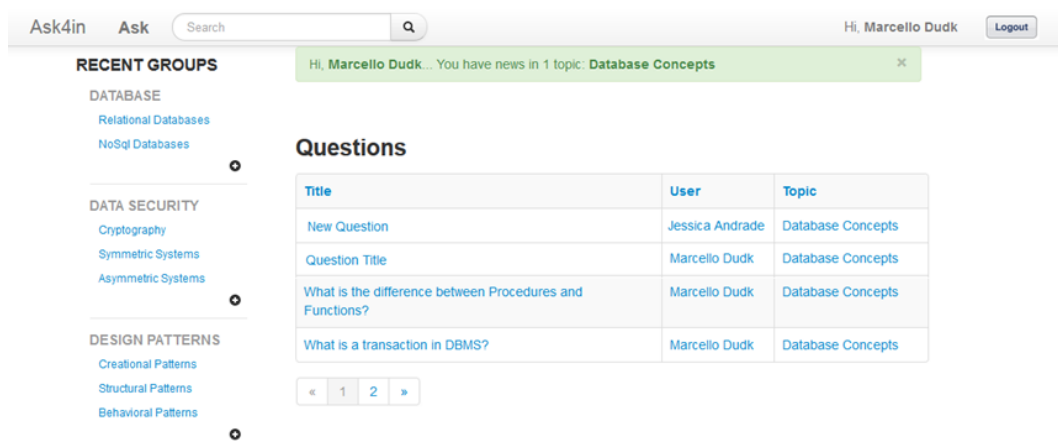 Ask4in Ask Search Hi, Marcello Dudk Logout
RECENT GROUPS
DATABASE
Relational Databases
NoSql Databases
DATA SECURITY
Cryptography
Symmetric Systems
Asymmetric Systems
DESIGN PATTERNS
Creational Patterns
Structural Patterns
Behavioral Patterns
Hi, Marcello Dudk... You have news in 1 topic: Database Concepts ×
Questions
Title User Topic
New Question Jessica Andrade Database Concepts
Question Title Marcello Dudk Database Concepts
What is the difference between Procedures and Marcello Dudk Database Concepts
Functions?
What is a transaction in DBMS? Marcello Dudk Database Concepts
« 1 2 »